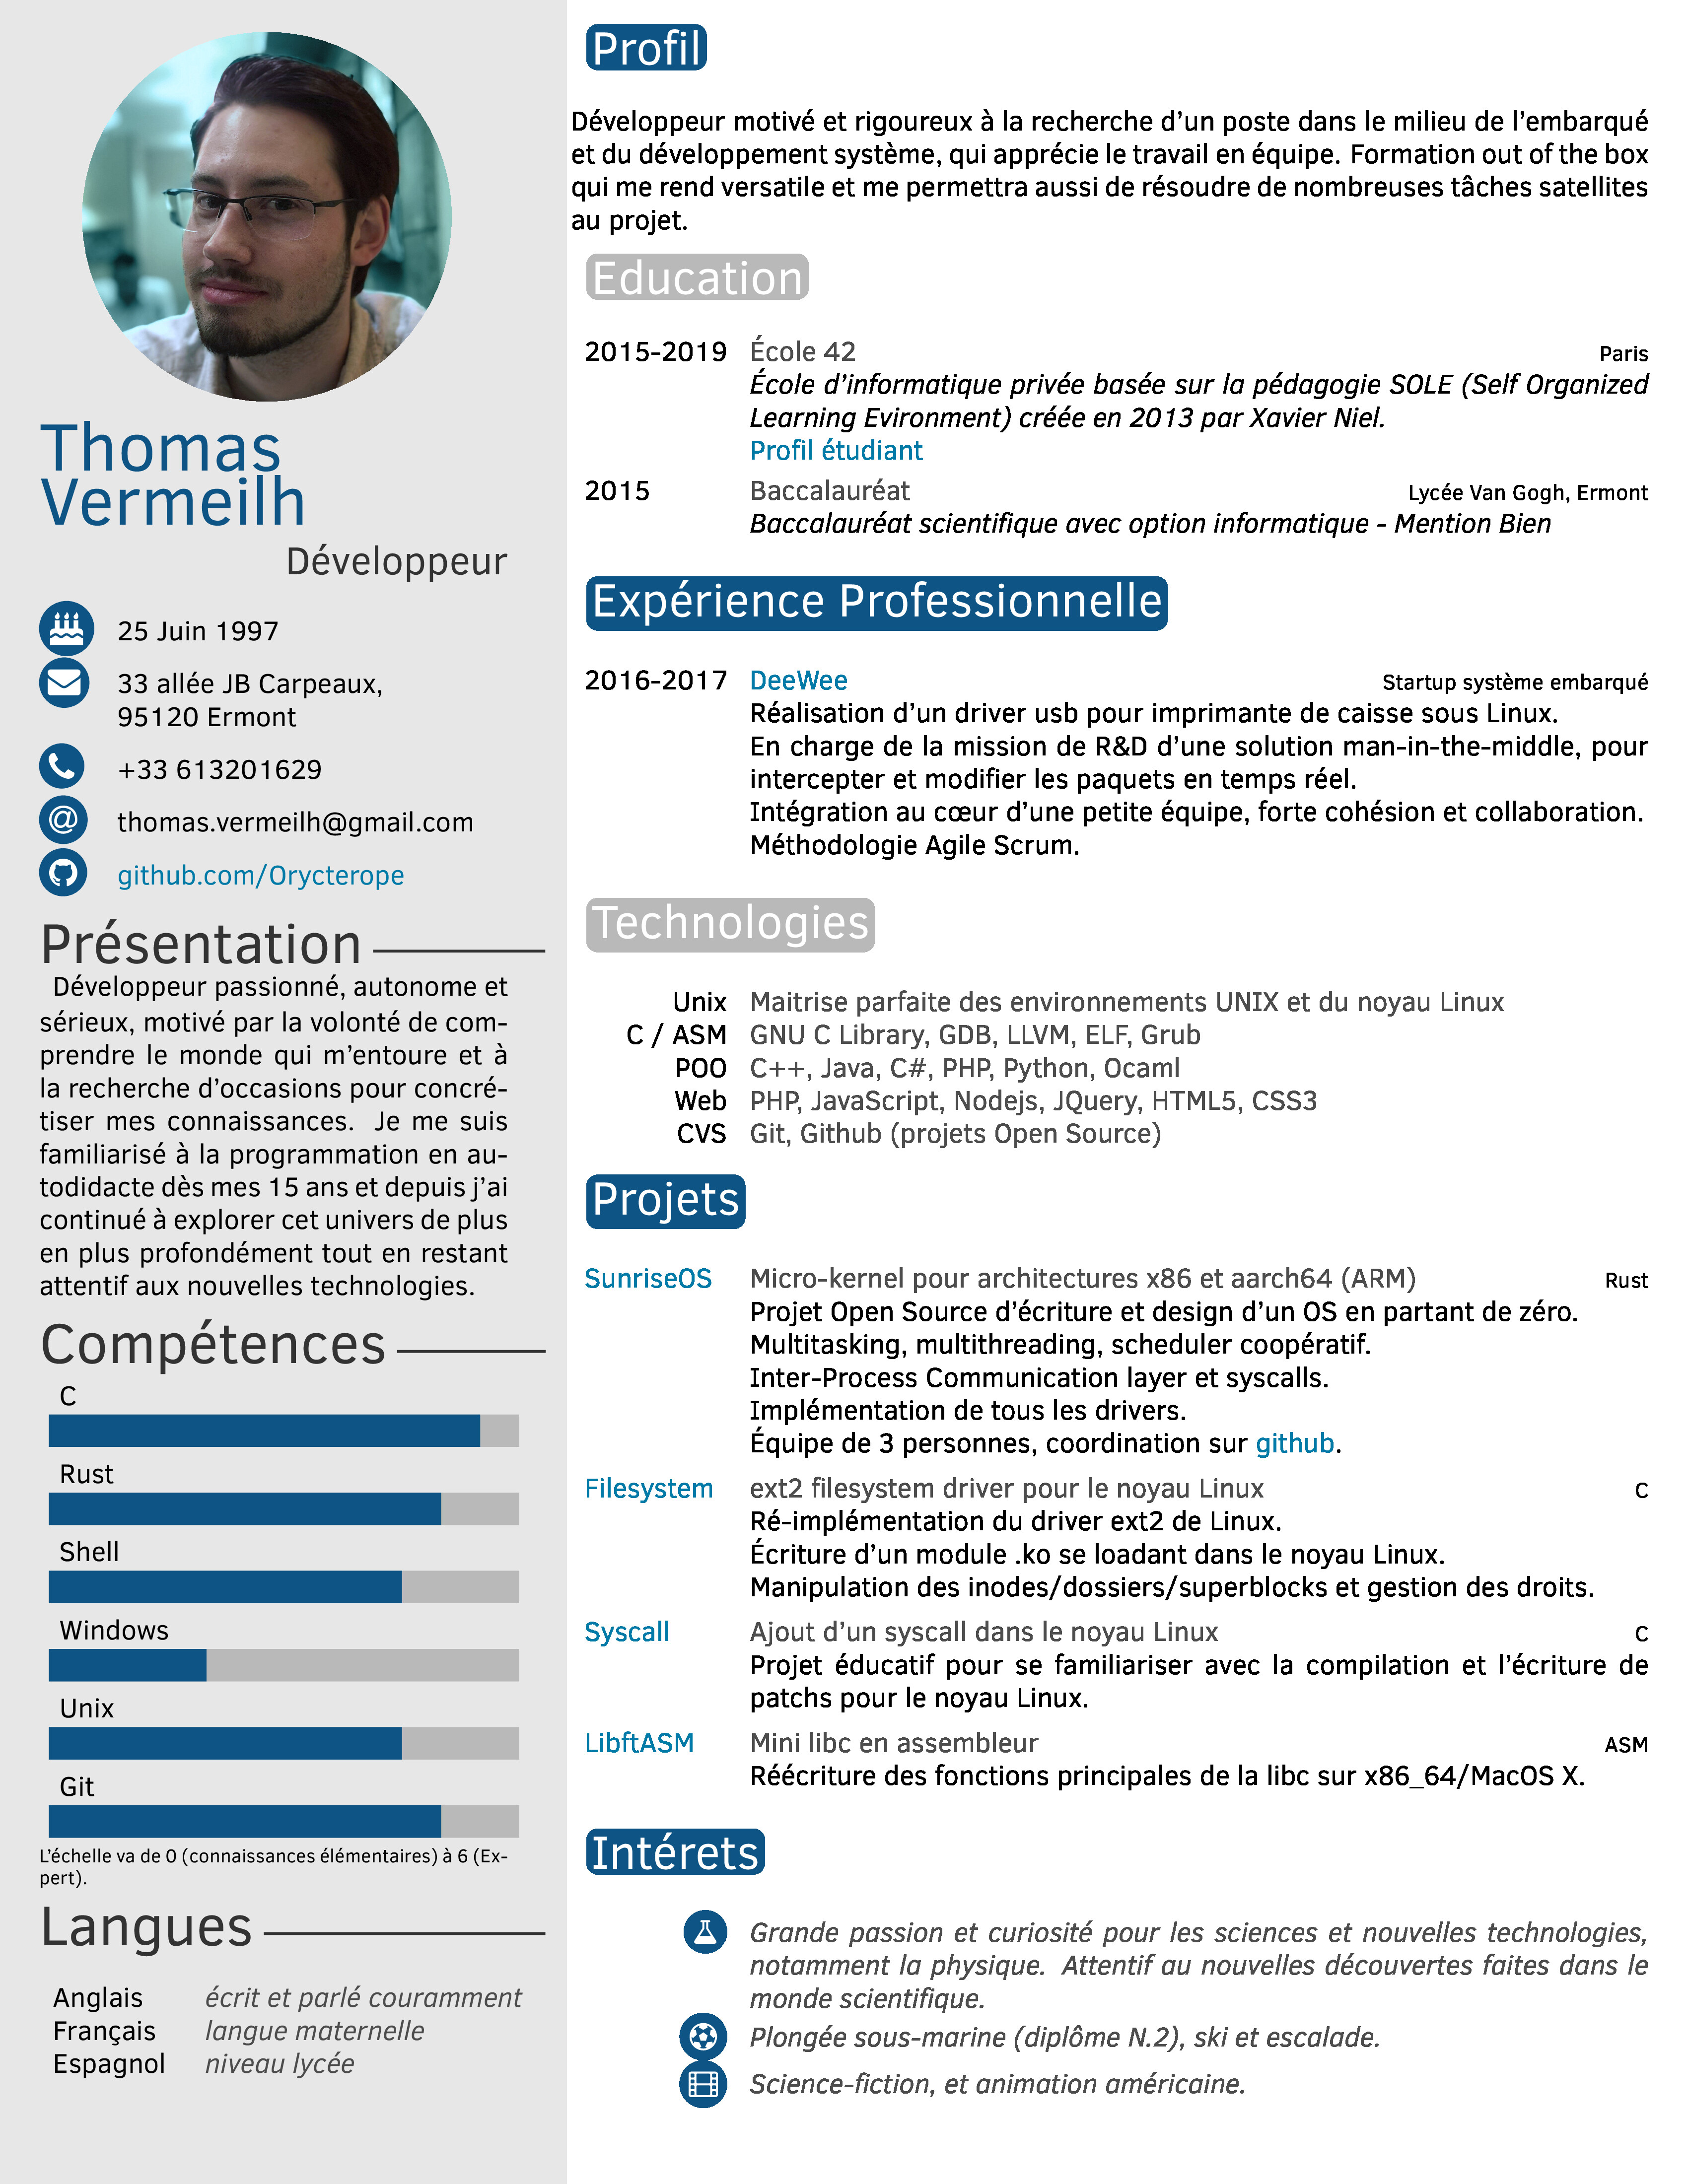 Thomas
Vermeilh
Développeur
25 Juin 1997
33 allée JB Carpeaux,
95120 Ermont
+33 613201629
thomas.vermeilh@gmail.com
github.com/Orycterope
Présentation
Développeur passionné, autonome et
sérieux, motivé par la volonté de com-
prendre le monde qui m'entoure et à
la recherche d'occasions pour concré-
tiser mes connaissances. Je me suis
familiarisé à la programmation en au-
todidacte dès mes 15 ans et depuis j'ai
continué à explorer cet univers de plus
en plus profondément tout en restant
attentif aux nouvelles technologies.
Compétences
C
Rust
Shell
Windows
Unix
Git
L'échelle va de 0 (connaissances élémentaires) à 6 (Ex-
pert).
Langues
Anglais écrit et parlé couramment
Français langue maternelle
Espagnol niveau lycée
Profil
Développeur motivé et rigoureux à la recherche d'un poste dans le milieu de l'embarqué
et du développement système, qui apprécie le travail en équipe. Formation out of the box
qui me rend versatile et me permettra aussi de résoudre de nombreuses tâches satellites
au projet.
Education
2015-2019 École 42 Paris
École d'informatique privée basée sur la pédagogie SOLE (Self Organized
Learning Evironment) créée en 2013 par Xavier Niel.
Profil étudiant
2015 Baccalauréat Lycée Van Gogh, Ermont
Baccalauréat scientifique avec option informatique - Mention Bien
Expérience Professionnelle
2016-2017 DeeWee Startup système embarqué
Réalisation d'un driver usb pour imprimante de caisse sous Linux.
En charge de la mission de R&D d'une solution man-in-the-middle, pour
intercepter et modifier les paquets en temps réel.
Intégration au cœur d'une petite équipe, forte cohésion et collaboration.
Méthodologie Agile Scrum.
Technologies
Unix Maitrise parfaite des environnements UNIX et du noyau Linux
C / ASM GNU C Library, GDB, LLVM, ELF, Grub
POO C++, Java, C#, PHP, Python, Ocaml
Web PHP, JavaScript, Nodejs, JQuery, HTML5, CSS3
CVS Git, Github (projets Open Source)
Projets
SunriseOS Micro-kernel pour architectures x86 et aarch64 (ARM) Rust
Projet Open Source d'écriture et design d'un OS en partant de zéro.
Multitasking, multithreading, scheduler coopératif.
Inter-Process Communication layer et syscalls.
Implémentation de tous les drivers.
Équipe de 3 personnes, coordination sur github.
Filesystem ext2 filesystem driver pour le noyau Linux C
Ré-implémentation du driver ext2 de Linux.
Écriture d'un module .ko se loadant dans le noyau Linux.
Manipulation des inodes/dossiers/superblocks et gestion des droits.
Syscall Ajout d'un syscall dans le noyau Linux C
Projet éducatif pour se familiariser avec la compilation et l'écriture de
patchs pour le noyau Linux.
LibftASM Mini libc en assembleur ASM
Réécriture des fonctions principales de la libc sur x86_64/MacOS X.
Intérets
Grande passion et curiosité pour les sciences et nouvelles technologies,
notamment la physique. Attentif au nouvelles découvertes faites dans le
monde scientifique.
Plongée sous-marine (diplôme N.2), ski et escalade.
Science-fiction, et animation américaine.